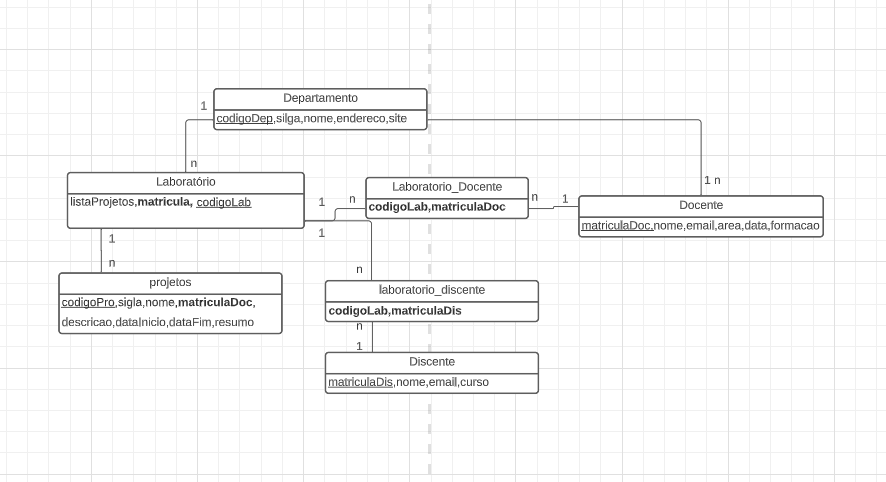 Departamento
1
codigoDep,silga,nome,endereco,site
n
1 n
Laboratório
listaProjetos,matricula, codigoLab
1
n
Laboratorio_Docente
codigoLab,matriculaDoc
n
1
Docente
matriculaDoc,nome,email,area,data,formacao
1
1
n
n
projetos
codigoPro,sigla,nome,matriculaDoc,
descricao,dataInicio,dataFim,resumo
laboratorio_discente
codigoLab,matriculaDis
n
1
Discente
matriculaDis,nome,email,curso